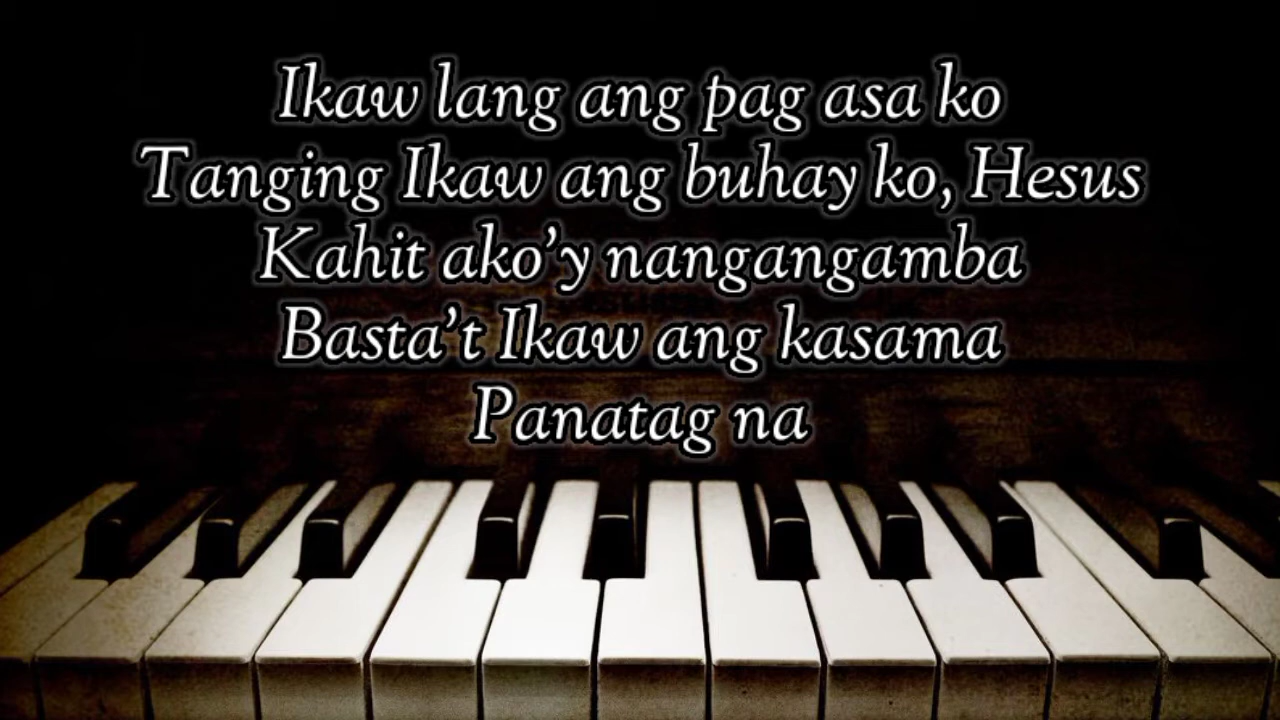 Ikaw lang ang pag asa ko
Tanging Ikaw ang buhay ko, Hesus
Kahit ako’y nangangamba
Basta’t Ikaw ang kasama
Panatag na